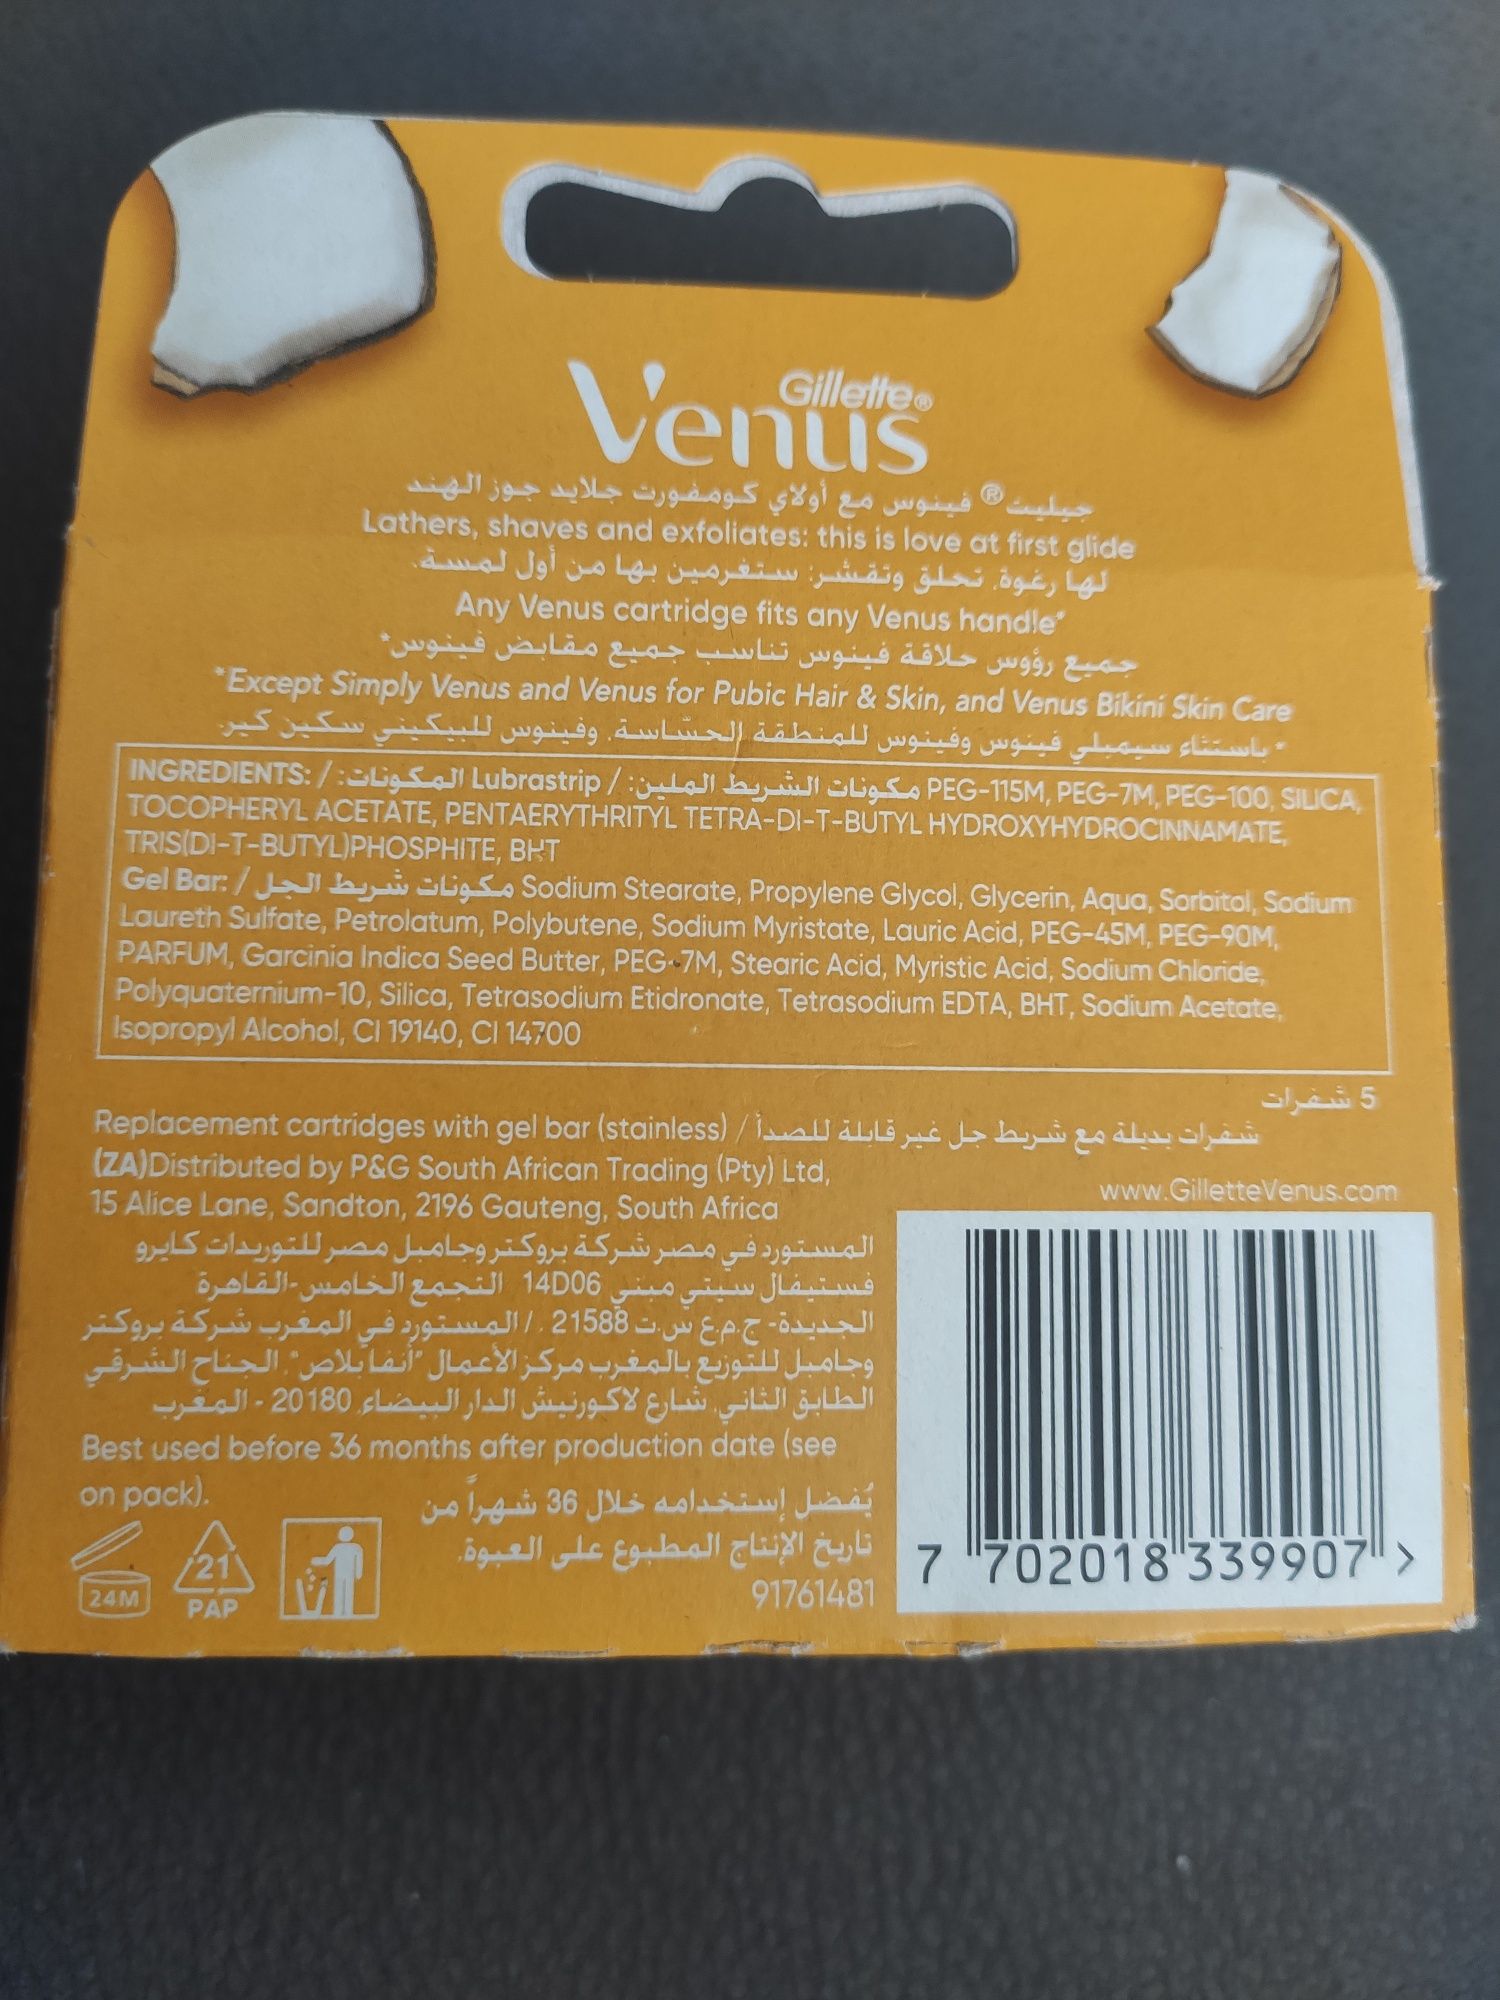 Gillette®
Venus
جيليت® فينوس مع أولاي كومفورت جلايد جوز الهند
Lathers, shaves and exfoliates: this is love at first glide
لها رغوة، تحلق وتقشر: ستغرمين بها من أول لمسة.
Any Venus cartridge fits any Venus handle*
جميع رؤوس حلاقة فينوس تناسب جميع مقابض فينوس*
*Except Simply Venus and Venus for Pubic Hair & Skin, and Venus Bikini Skin Care
* باستثناء سيمبلي فينوس وفينوس للمنطقة الحسّاسة، وفينوس للبيكيني سكين كير.
INGREDIENTS: / المكونات: Lubrastrip / مكونات الشريط الملين: PEG-115M, PEG-7M, PEG-100, SILICA,
TOCOPHERYL ACETATE, PENTAERYTHRITYL TETRA-DI-T-BUTYL HYDROXYHYDROCINNAMATE,
TRIS(DI-T-BUTYL)PHOSPHITE, BHT
Gel Bar: / مكونات شريط الجل Sodium Stearate, Propylene Glycol, Glycerin, Aqua, Sorbitol, Sodium
Laureth Sulfate, Petrolatum, Polybutene, Sodium Myristate, Lauric Acid, PEG-45M, PEG-90M,
PARFUM, Garcinia Indica Seed Butter, PEG-7M, Stearic Acid, Myristic Acid, Sodium Chloride,
Polyquaternium-10, Silica, Tetrasodium Etidronate, Tetrasodium EDTA, BHT, Sodium Acetate,
Isopropyl Alcohol, CI 19140, CI 14700
5 شفرات
Replacement cartridges with gel bar (stainless) / شفرات بديلة مع شريط جل غير قابلة للصدأ
(ZA)Distributed by P&G South African Trading (Pty) Ltd,
15 Alice Lane, Sandton, 2196 Gauteng, South Africa
www.GilletteVenus.com
المستورد في مصر شركة بروكتر وجامبل مصر للتوريدات كايرو
فستيفال سيتي مبني 14D06 التجمع الخامس-القاهرة
الجديدة- ج.م.ع س.ت 21588 . / المستورد في المغرب شركة بروكتر
وجامبل للتوزيع بالمغرب مركز الأعمال "أنفا بلاص"، الجناح الشرقي
الطابق الثاني، شارع لاكورنيش الدار البيضاء، 20180 - المغرب
Best used before 36 months after production date (see
on pack).
يُفضل إستخدامه خلال 36 شهراً من
تاريخ الإنتاج المطبوع على العبوة.
91761481
24M
21
PAP
7 702018 339907 >